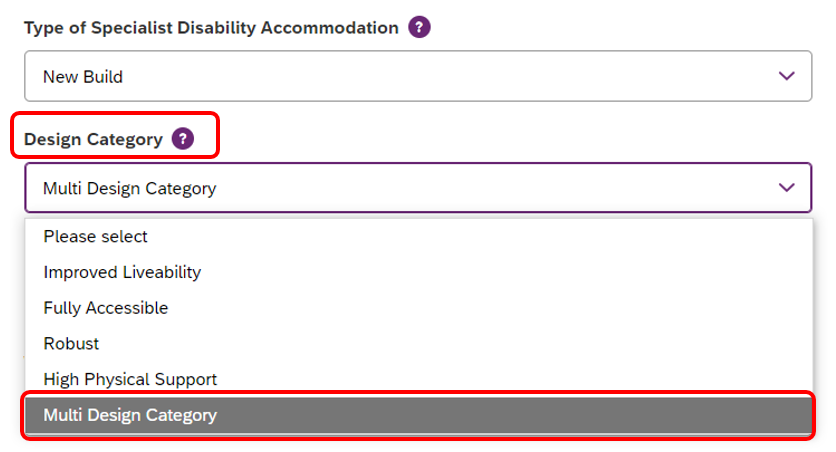 Type of Specialist Disability Accommodation ?
New Build
Design Category ?
Multi Design Category
Please select
Improved Liveability
Fully Accessible
Robust
High Physical Support
Multi Design Category